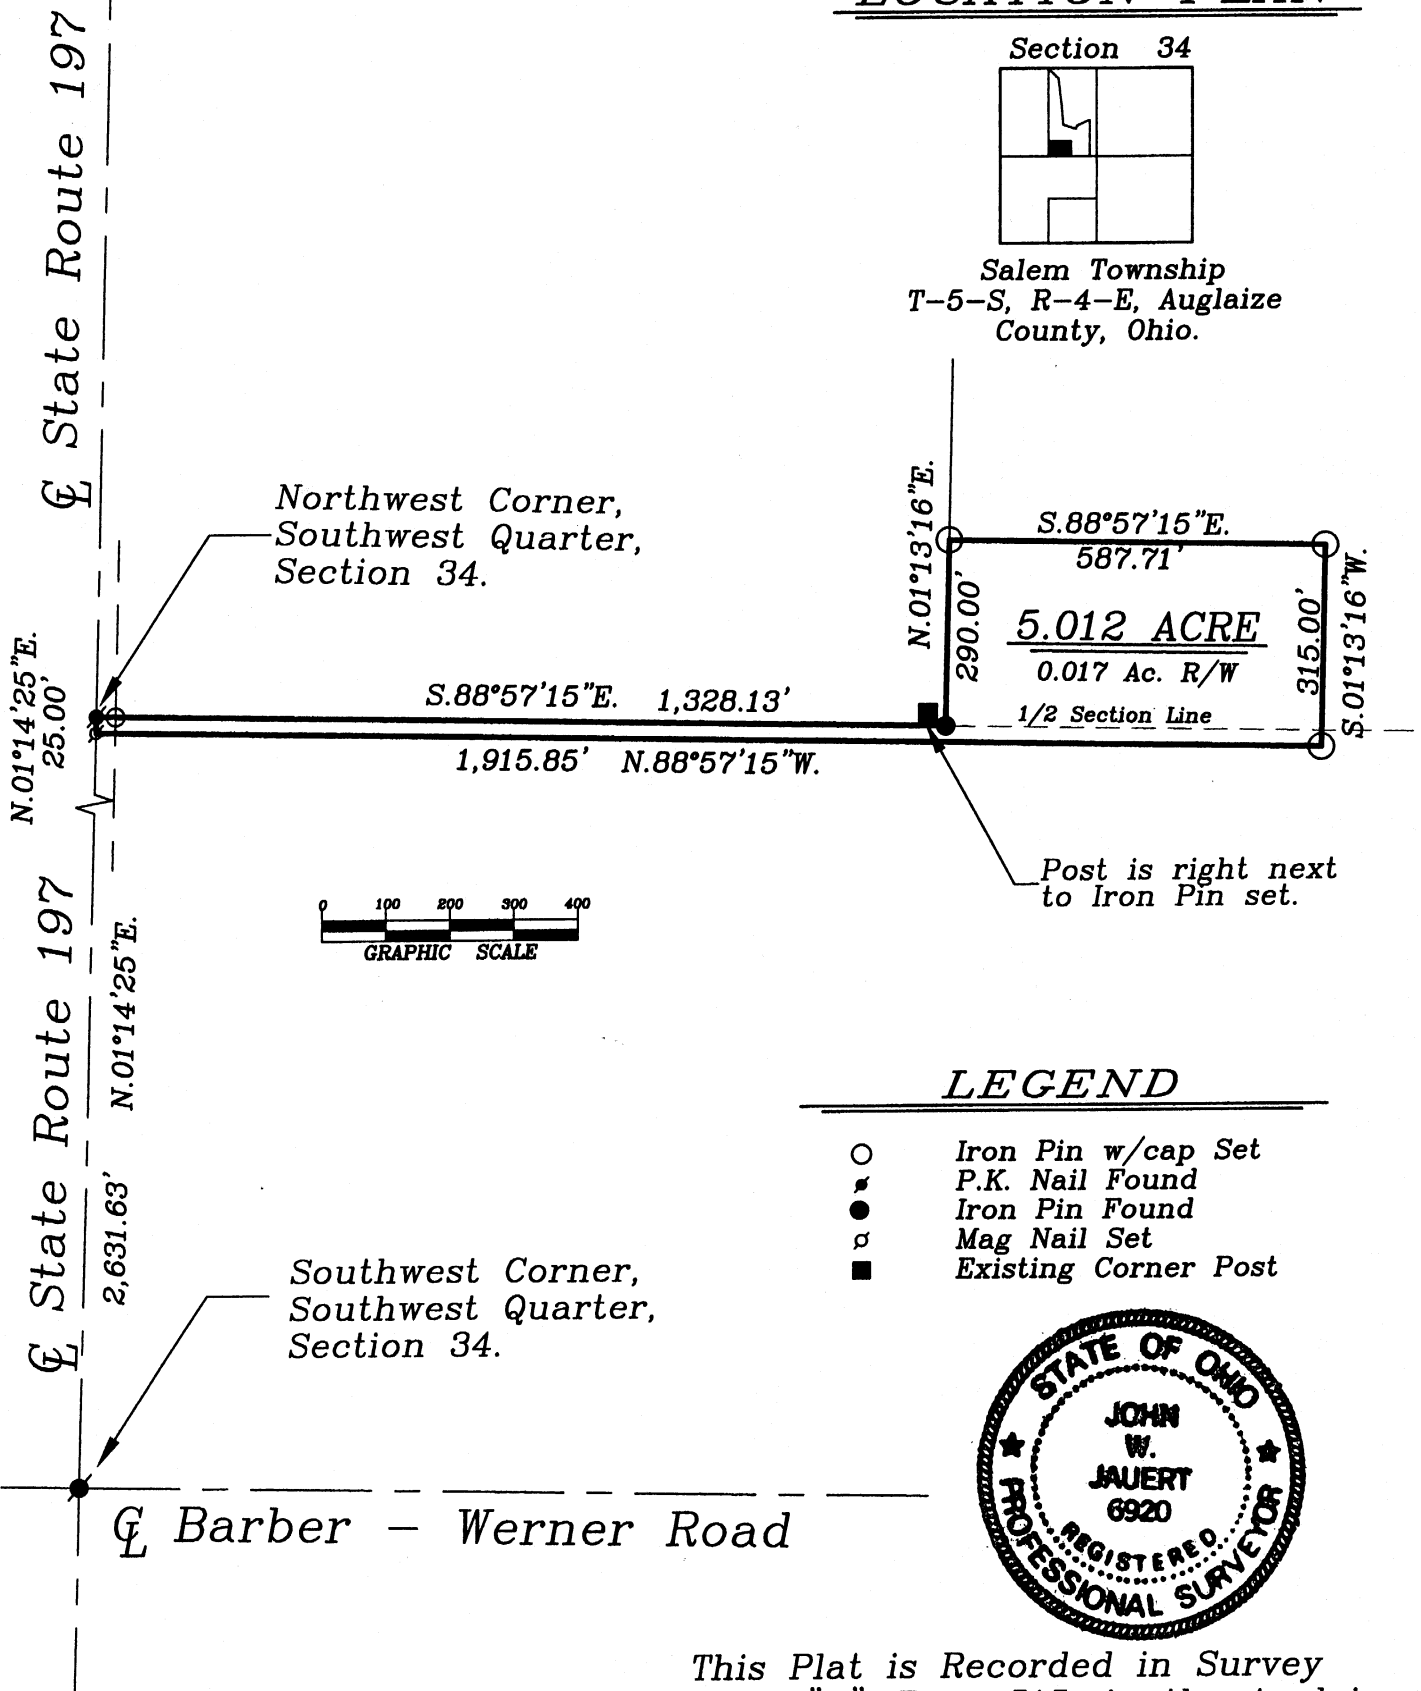 LOCATION PLAN
Section 34
Salem Township
T-5-S, R-4-E, Auglaize
County, Ohio.
℄ State Route 197
Northwest Corner,
Southwest Quarter,
Section 34.
N.01°14'25"E.
25.00'
S.88°57'15"E. 1,328.13'
1,915.85' N.88°57'15"W.
N.01°13'16"E.
290.00'
S.88°57'15"E.
587.71'
5.012 ACRE
0.017 Ac. R/W
1/2 Section Line
315.00'
S.01°13'16"W.
Post is right next
to Iron Pin set.
0 100 200 300 400
GRAPHIC SCALE
℄ State Route 197
N.01°14'25"E.
2,631.63'
Southwest Corner,
Southwest Quarter,
Section 34.
℄ Barber - Werner Road
LEGEND
Iron Pin w/cap Set
P.K. Nail Found
Iron Pin Found
Mag Nail Set
Existing Corner Post
STATE OF OHIO
JOHN
W.
JAUERT
6920
REGISTERED
PROFESSIONAL SURVEYOR
This Plat is Recorded in Survey